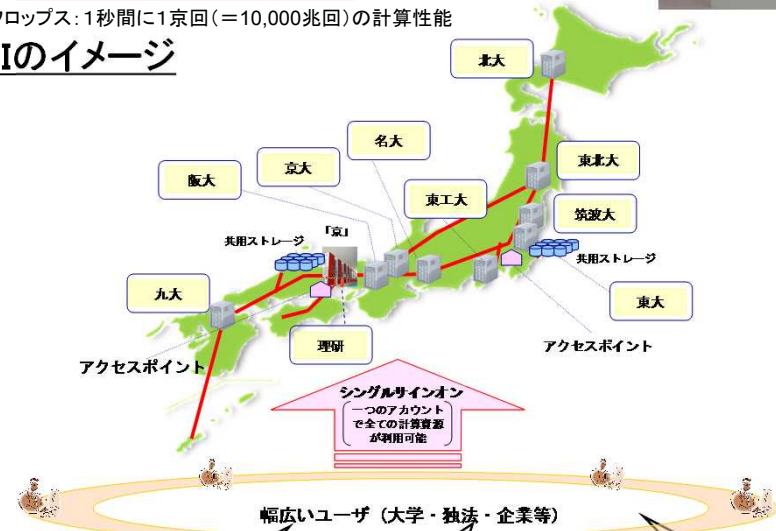 フロップス：1秒間に1京回（＝10,000兆回）の計算性能
Iのイメージ
北大
名大
京大
阪大
東北大
東工大
筑波大
「京」
共用ストレージ
共用ストレージ
九大
東大
理研
アクセスポイント
アクセスポイント
シングルサインオン
一つのアカウント
で全ての計算資源
が利用可能
幅広いユーザ（大学・独法・企業等）